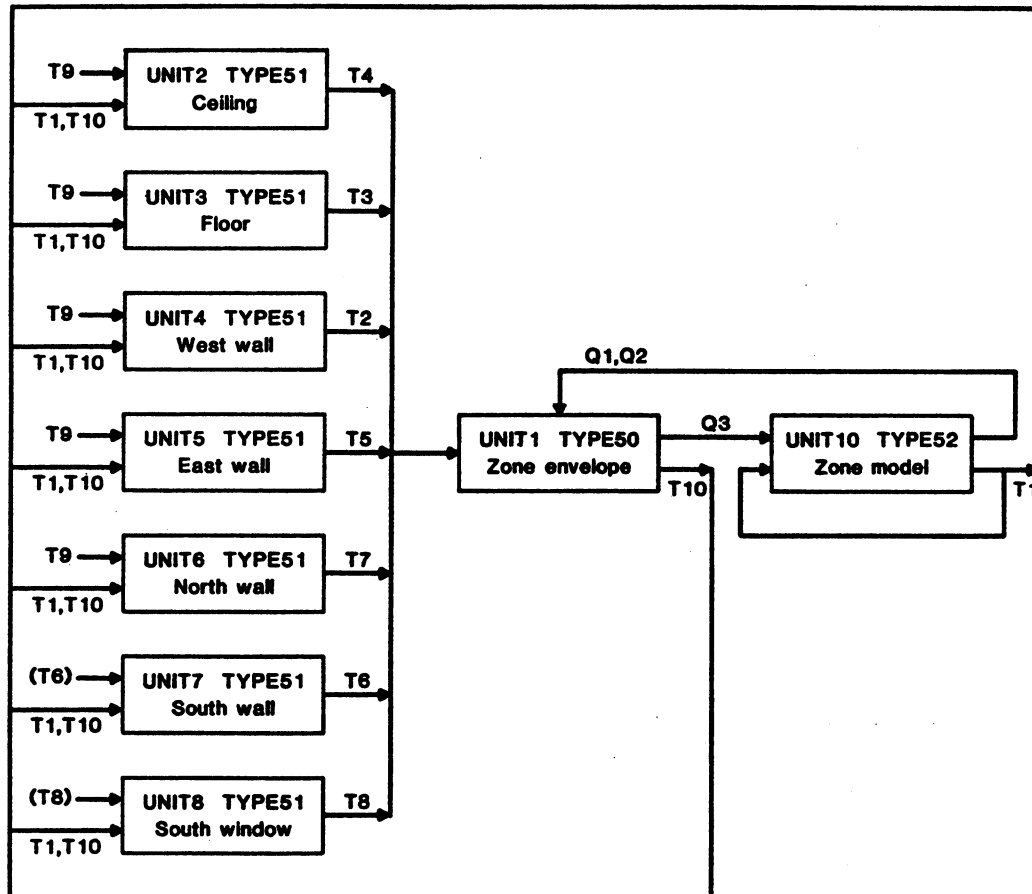 T9
UNIT2 TYPE51
T4
Ceiling
T1,T10
T9
UNIT3 TYPE51
T3
Floor
T1,T10
T9
UNIT4 TYPE51
T2
West wall
T1,T10
Q1,Q2
T9
UNIT5 TYPE51
T5
East wall
T1,T10
UNIT1 TYPE50
Zone envelope
Q3
T10
UNIT10 TYPE52
Zone model
T1
T9
UNIT6 TYPE51
T7
North wall
T1,T10
(T6)
UNIT7 TYPE51
T6
South wall
T1,T10
(T8)
UNIT8 TYPE51
T8
South window
T1,T10